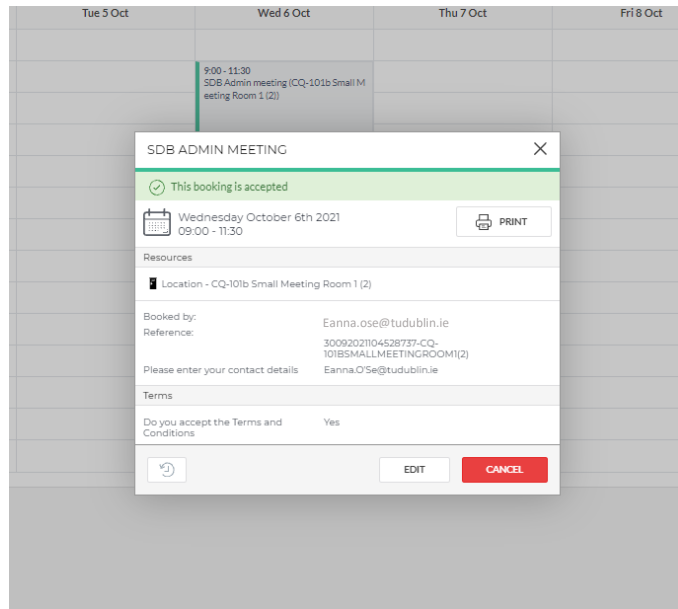 Tue 5 Oct
Wed 6 Oct
Thu 7 Oct
Fri 8 Oct
9:00 - 11:30
SDB Admin meeting (CQ-101b Small M
eeting Room 1 (2))
SDB ADMIN MEETING
This booking is accepted
Wednesday October 6th 2021
09:00 - 11:30
PRINT
Resources
Location - CQ-101b Small Meeting Room 1 (2)
Booked by:
Eanna.ose@tudublin.ie
Reference:
30092021104528737-CQ-
101BSMALLMEETINGROOM1(2)
Please enter your contact details
Eanna.O'Se@tudublin.ie
Terms
Do you accept the Terms and
Conditions
Yes
EDIT
CANCEL